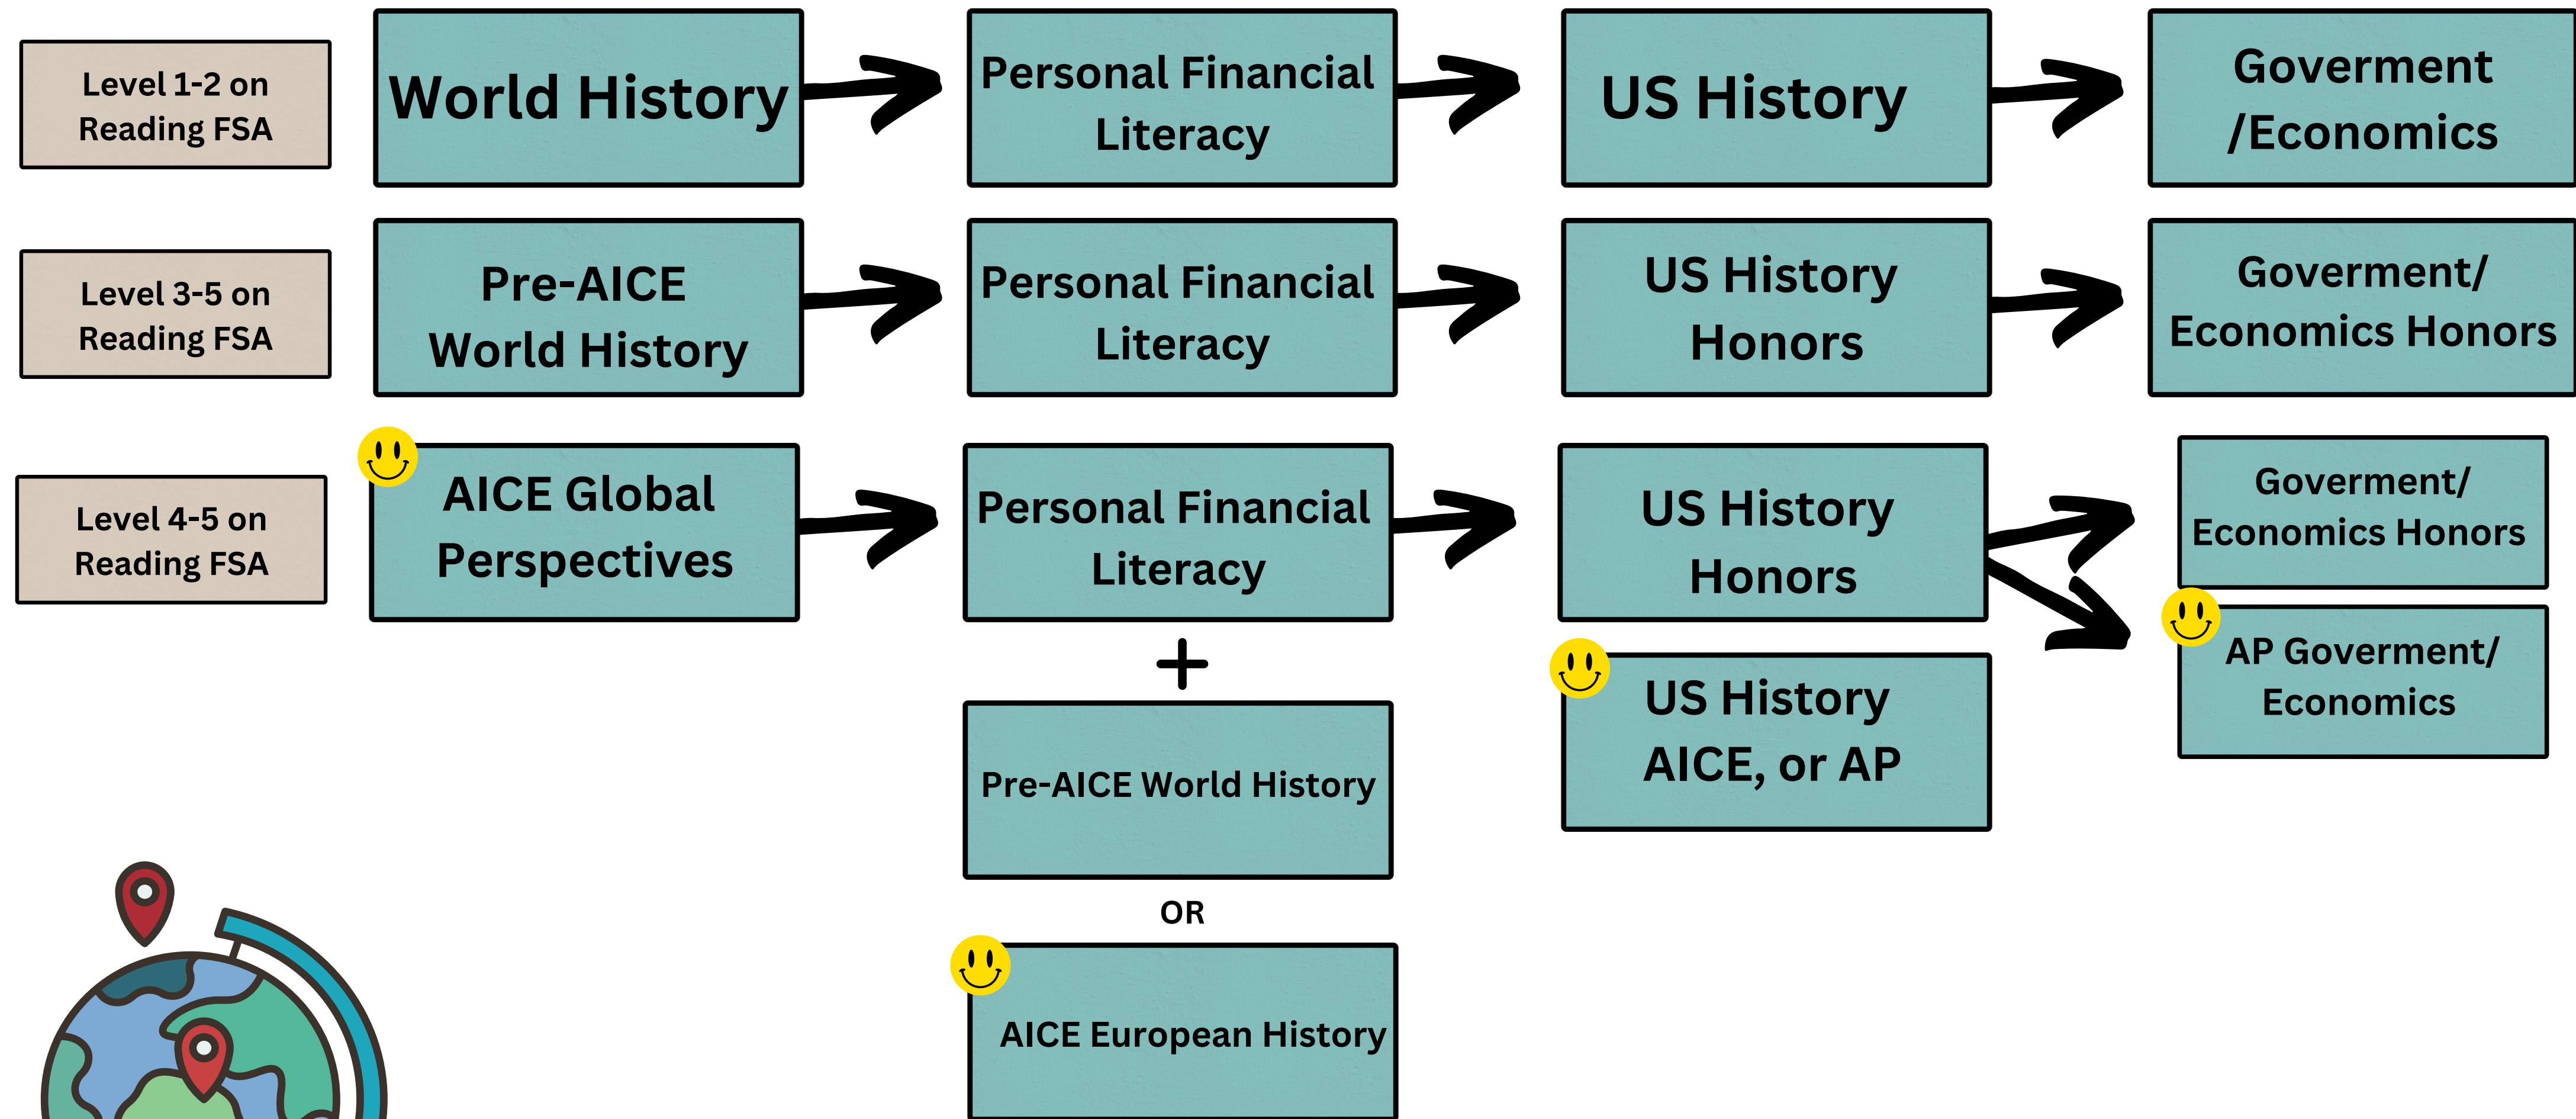 Level 1-2 on
Reading FSA
World History
Personal Financial
Literacy
US History
Goverment
/Economics
Level 3-5 on
Reading FSA
Pre-AICE
World History
Personal Financial
Literacy
US History
Honors
Goverment/
Economics Honors
Level 4-5 on
Reading FSA
AICE Global
Perspectives
Personal Financial
Literacy
+
Pre-AICE World History
OR
AICE European History
US History
Honors
US History
AICE, or AP
Goverment/
Economics Honors
AP Goverment/
Economics